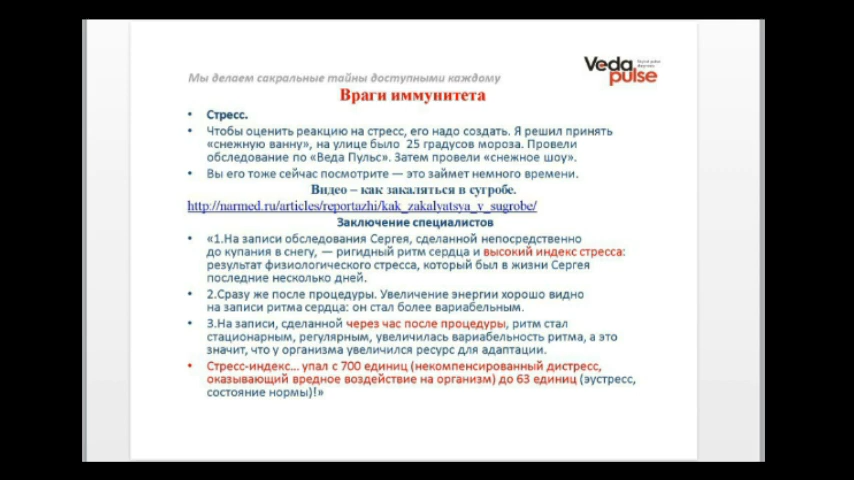 Мы делаем сакральные тайны доступными каждому
Veda
pulse
Враги иммунитета
• Стресс.
• Чтобы оценить реакцию на стресс, его надо создать. Я решил принять
«снежную ванну», на улице было 25 градусов мороза. Провели
обследование по «Веда Пульс». Затем провели «снежное шоу».
• Вы его тоже сейчас посмотрите — это займет немного времени.
Видео – как закаляться в сугробе.
http://narmed.ru/articles/reportazhi/kak_zakalyatsya_v_sugrobe/
Заключение специалистов
• «1.На записи обследования Сергея, сделанной непосредственно
до купания в снегу, — ригидный ритм сердца и высокий индекс стресса:
результат физиологического стресса, который был в жизни Сергея
последние несколько дней.
• 2.Сразу же после процедуры. Увеличение энергии хорошо видно
на записи ритма сердца: он стал более вариабельным.
• 3.На записи, сделанной через час после процедуры, ритм стал
стационарным, регулярным, увеличилась вариабельность ритма, а это
значит, что у организма увеличился ресурс для адаптации.
• Стресс-индекс... упал с 700 единиц (некомпенсированный дистресс,
оказывающий вредное воздействие на организм) до 63 единиц (эустресс,
состояние нормы)!»